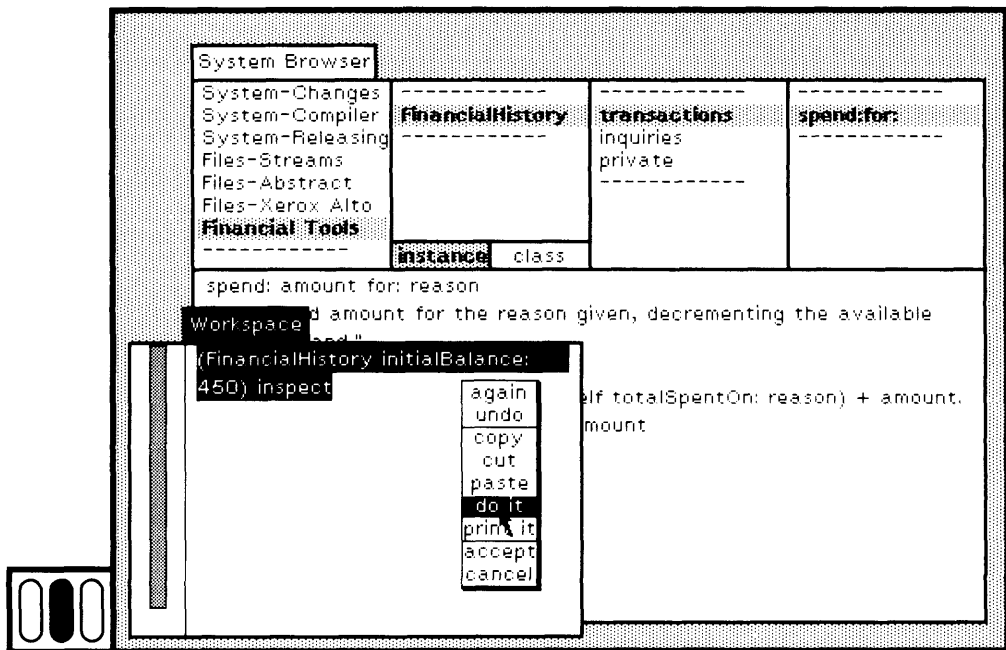 System Browser
System-Changes
System-Compiler
System-Releasing
Files-Streams
Files-Abstract
Files-Xerox Alto
Financial Tools
------------
------------
FinancialHistory
------------
instance
class
------------
transactions
inquiries
private
------------
------------
spend:for:
------------
spend: amount for: reason
amount for the reason given, decrementing the available
totalSpentOn: reason) + amount.
Workspace
(FinancialHistory initialBalance:
450) inspect
again
undo
copy
cut
paste
do it
print it
accept
cancel